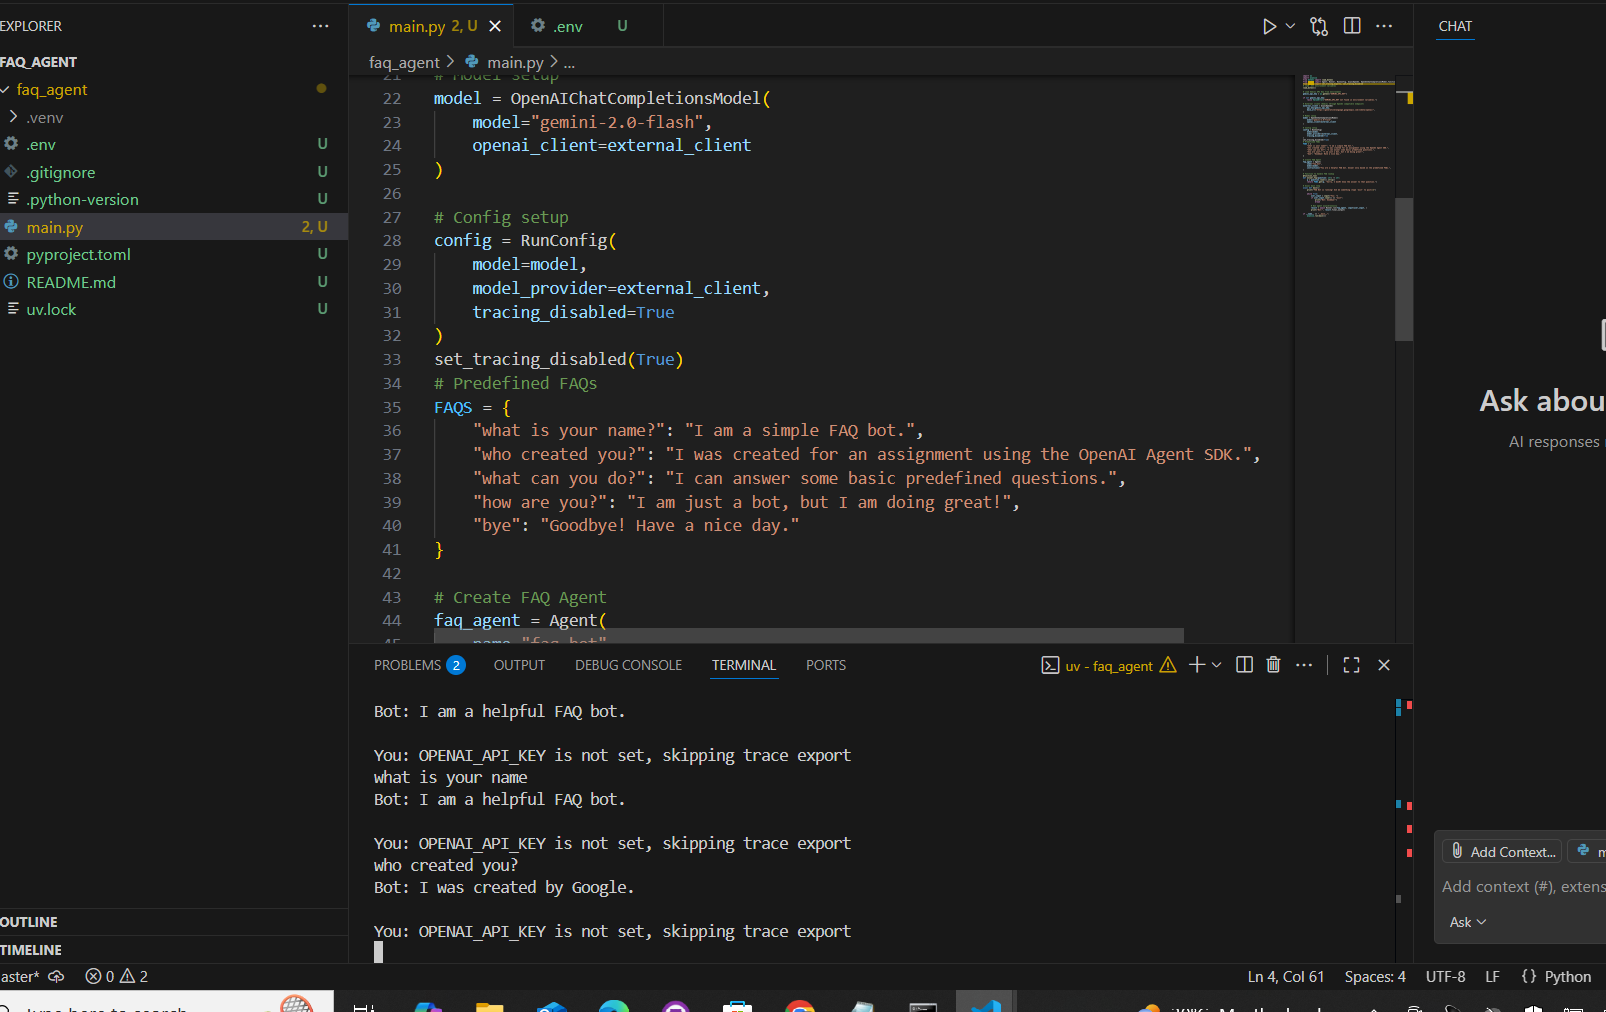 EXPLORER
FAQ_AGENT
faq_agent
.venv
.env U
.gitignore U
.python-version U
main.py 2, U
pyproject.toml U
README.md U
uv.lock U
OUTLINE
TIMELINE
main.py 2, U
.env U
faq_agent > main.py > ...
21 # Model setup
22 model = OpenAIChatCompletionsModel(
23     model="gemini-2.0-flash",
24     openai_client=external_client
25 )
26
27 # Config setup
28 config = RunConfig(
29     model=model,
30     model_provider=external_client,
31     tracing_disabled=True
32 )
33 set_tracing_disabled(True)
34 # Predefined FAQs
35 FAQS = {
36     "what is your name?": "I am a simple FAQ bot.",
37     "who created you?": "I was created for an assignment using the OpenAI Agent SDK.",
38     "what can you do?": "I can answer some basic predefined questions.",
39     "how are you?": "I am just a bot, but I am doing great!",
40     "bye": "Goodbye! Have a nice day."
41 }
42
43 # Create FAQ Agent
44 faq_agent = Agent(
45     name="faq_bot"
PROBLEMS 2 OUTPUT DEBUG CONSOLE TERMINAL PORTS uv - faq_agent
Bot: I am a helpful FAQ bot.
You: OPENAI_API_KEY is not set, skipping trace export
what is your name
Bot: I am a helpful FAQ bot.
You: OPENAI_API_KEY is not set, skipping trace export
who created you?
Bot: I was created by Google.
You: OPENAI_API_KEY is not set, skipping trace export
CHAT
Ask abou
AI responses
Add Context... m
Add context (#), extens
Ask
aster* 0 2 Ln 4, Col 61 Spaces: 4 UTF-8 LF {} Python
Type here to search